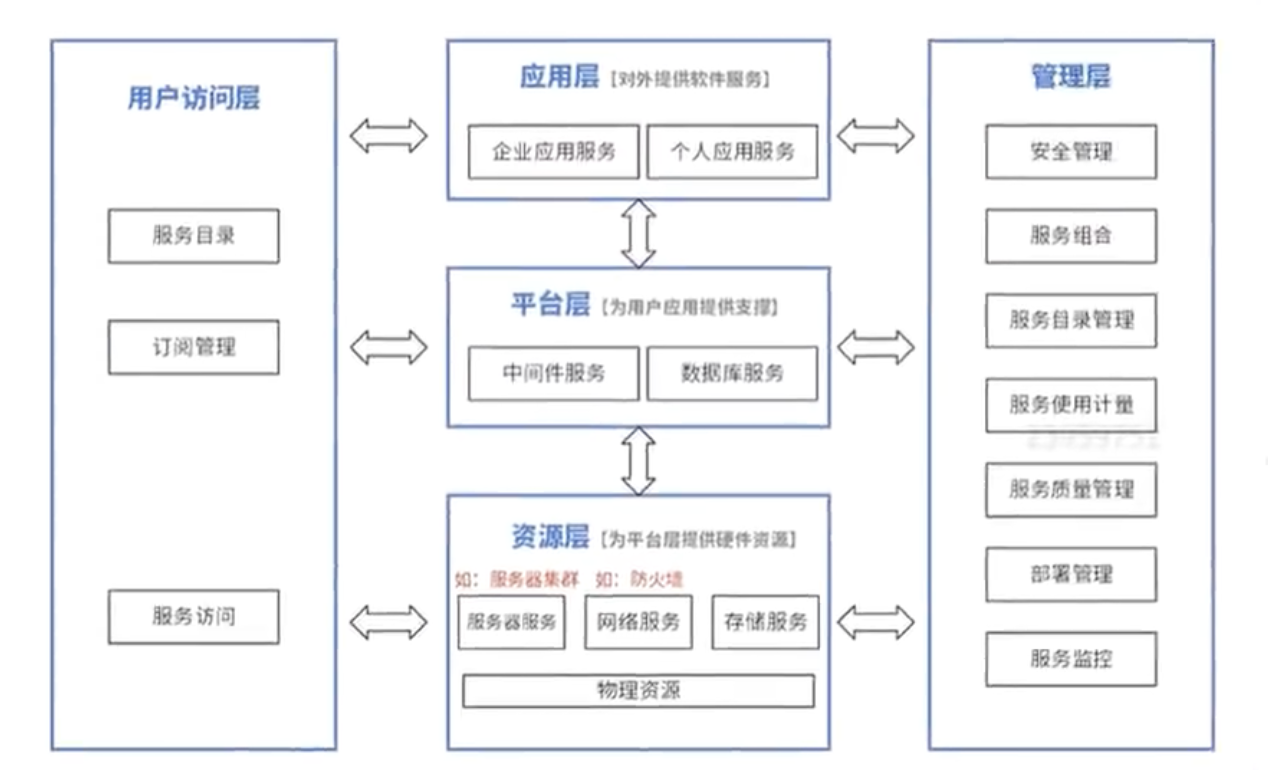 用户访问层
服务目录
订阅管理
服务访问
应用层【对外提供软件服务】
企业应用服务
个人应用服务
平台层【为用户应用提供支撑】
中间件服务
数据库服务
资源层【为平台层提供硬件资源】
如：服务器集群 如：防火墙
服务器服务
网络服务
存储服务
物理资源
管理层
安全管理
服务组合
服务目录管理
服务使用计量
服务质量管理
部署管理
服务监控